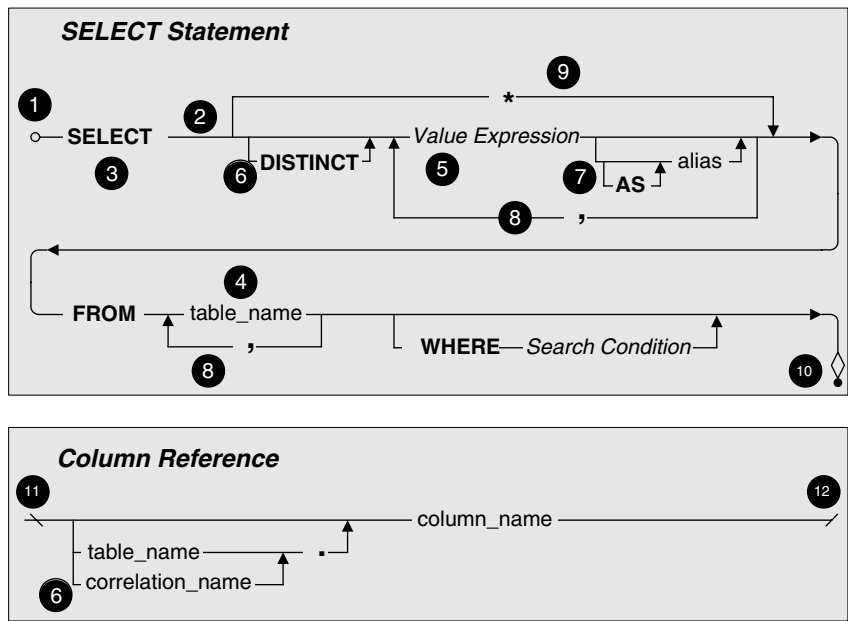 SELECT Statement
9
*
1
2
SELECT
Value Expression
3
6
DISTINCT
5
7
AS
alias
8
,
4
FROM
table_name
,
8
WHERE
Search Condition
10
Column Reference
11
12
column_name
table_name
.
6
correlation_name